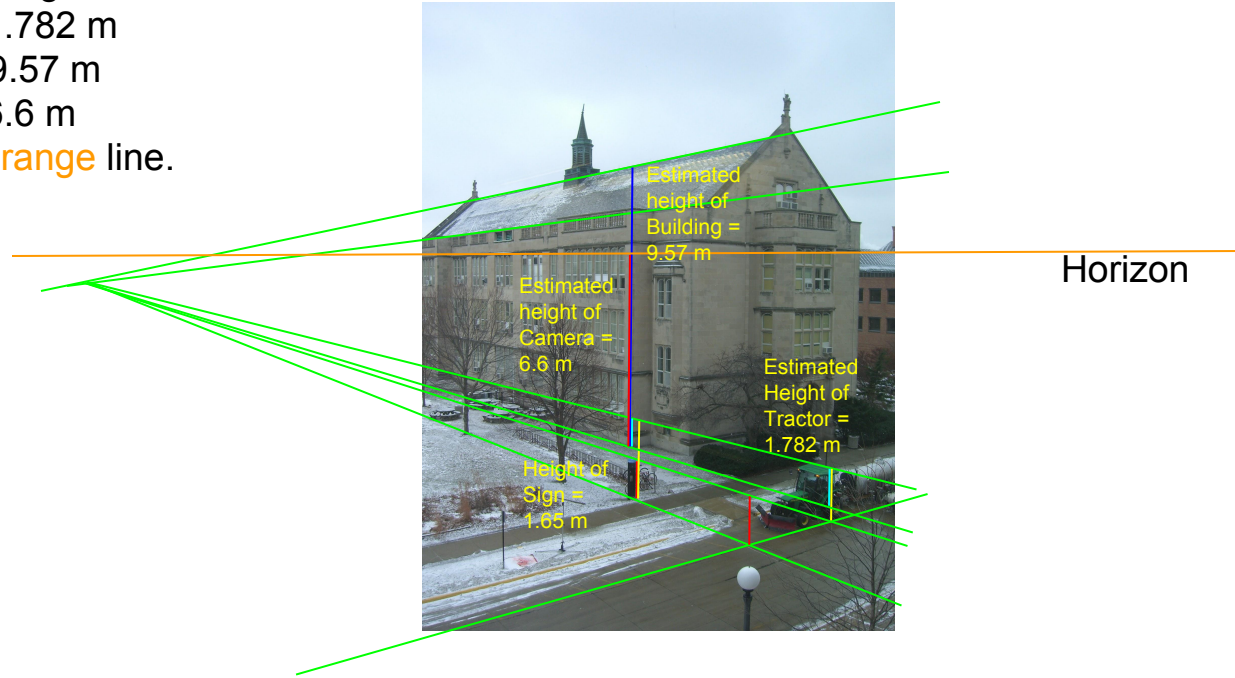 .782 m
9.57 m
6.6 m
range line.
Estimated
height of
Building =
9.57 m
Horizon
Estimated
height of
Camera =
6.6 m
Estimated
Height of
Tractor =
1.782 m
Height of
Sign =
1.65 m